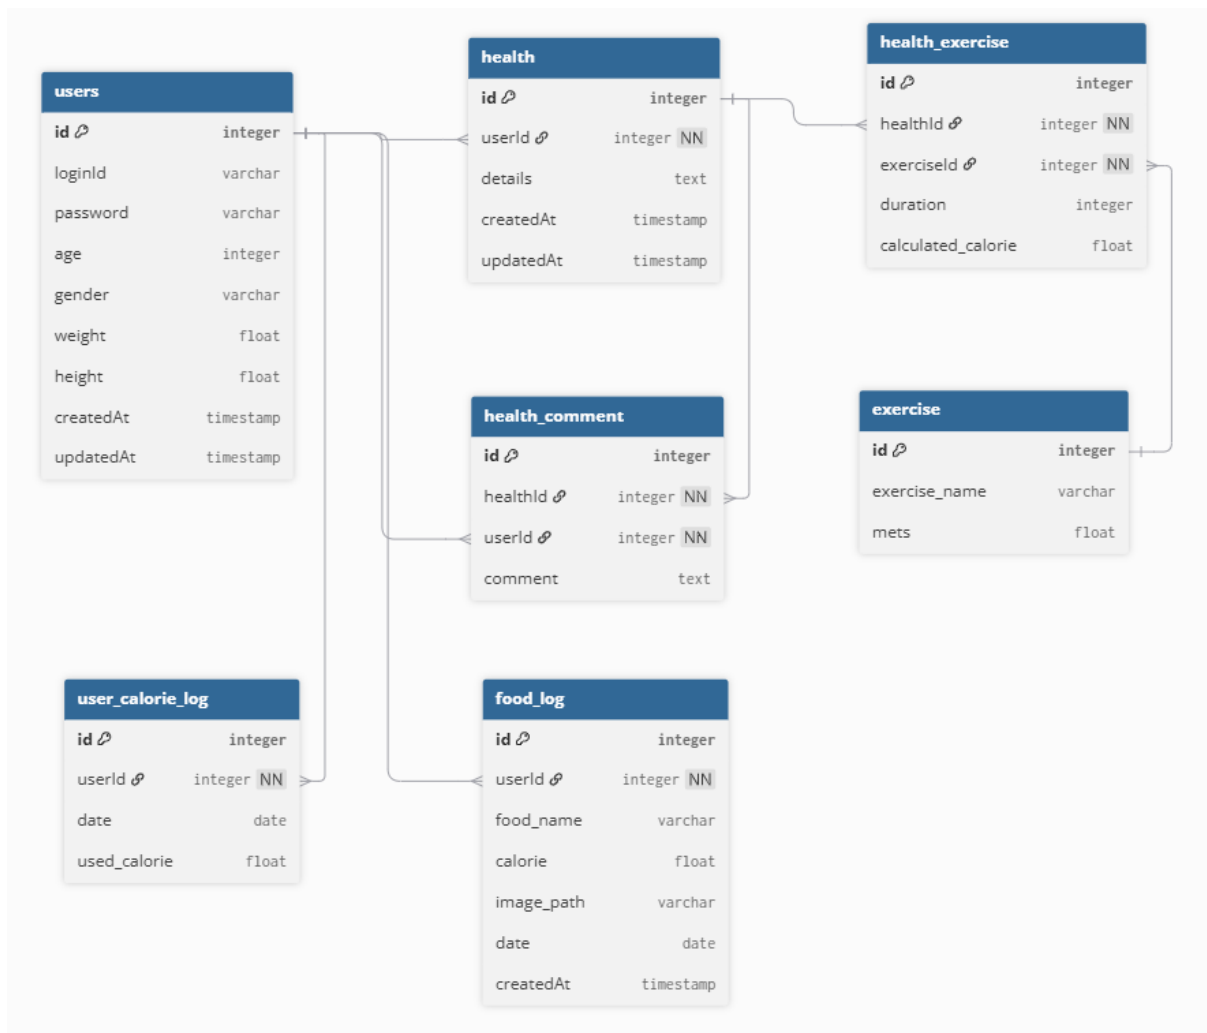 users
id integer
loginId varchar
password varchar
age integer
gender varchar
weight float
height float
createdAt timestamp
updatedAt timestamp
health
id integer
userId integer NN
details text
createdAt timestamp
updatedAt timestamp
health_exercise
id integer
healthId integer NN
exerciseId integer NN
duration integer
calculated_calorie float
health_comment
id integer
healthId integer NN
userId integer NN
comment text
exercise
id integer
exercise_name varchar
mets float
user_calorie_log
id integer
userId integer NN
date date
used_calorie float
food_log
id integer
userId integer NN
food_name varchar
calorie float
image_path varchar
date date
createdAt timestamp